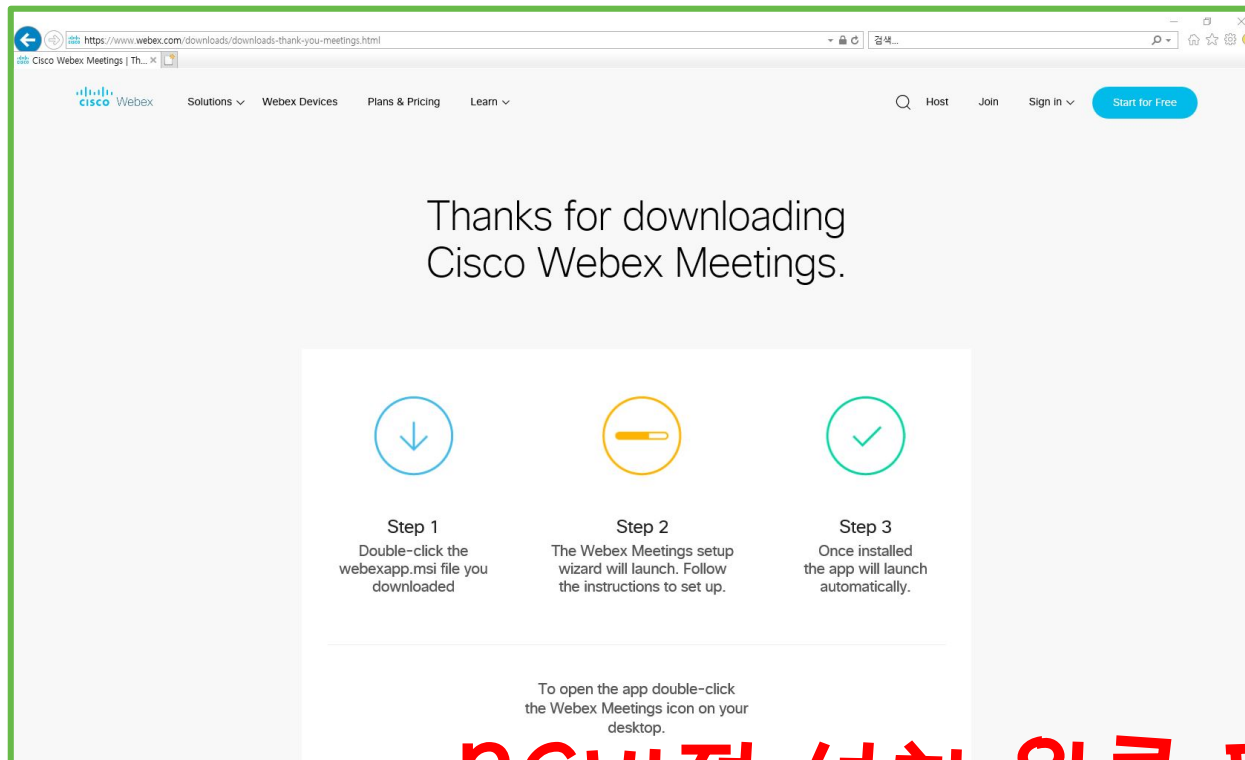 https://www.webex.com/downloads/downloads-thank-you-meetings.html
검색...
Cisco Webex Meetings | Th...
cisco Webex
Solutions
Webex Devices
Plans & Pricing
Learn
Host
Join
Sign in
Start for Free
Thanks for downloading
Cisco Webex Meetings.
Step 1
Double-click the
webexapp.msi file you
downloaded
Step 2
The Webex Meetings setup
wizard will launch. Follow
the instructions to set up.
Step 3
Once installed
the app will launch
automatically.
To open the app double-click
the Webex Meetings icon on your
desktop.